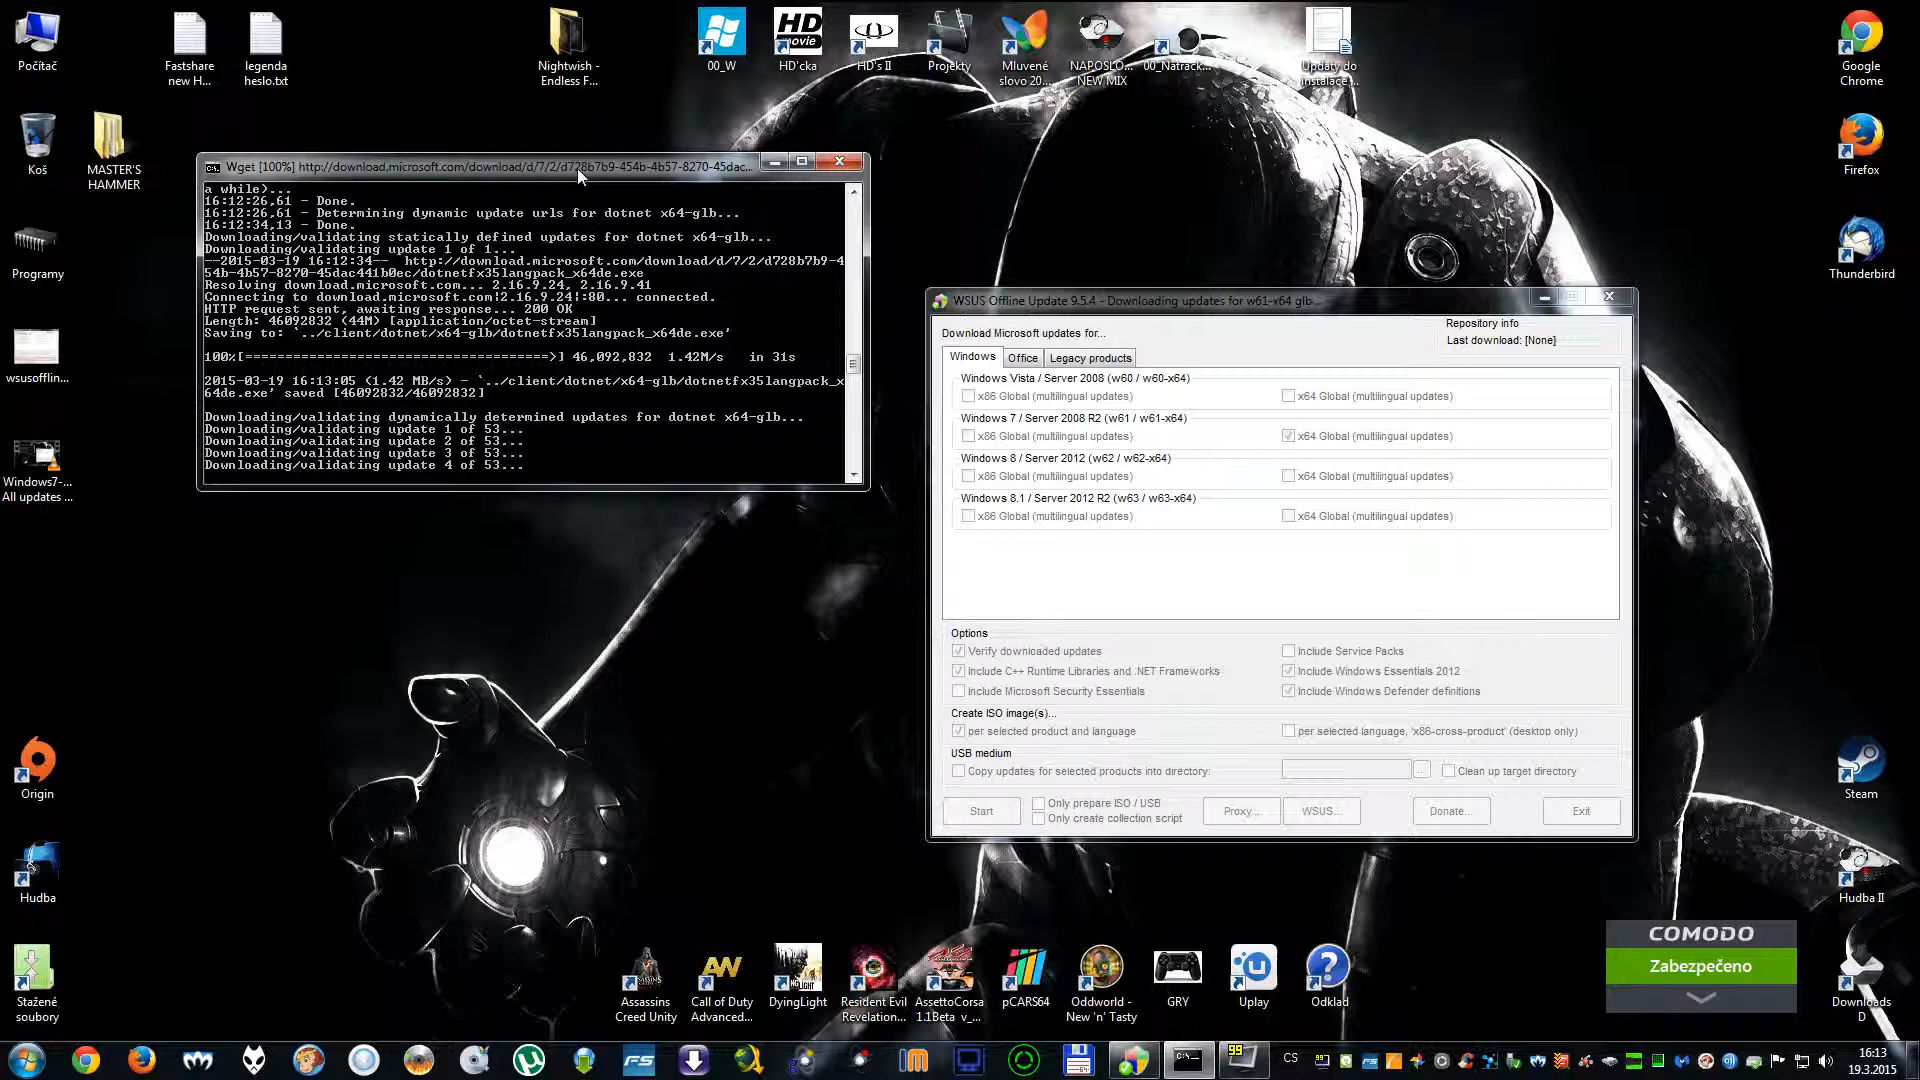 Počítač
Fastshare
new H...
legenda
heslo.txt
Nightwish -
Endless F...
00_W
HD
movie
HD'cka
HD's II
Projekty
Mluvené
slovo 20...
NAPOSLO...
NEW MIX
00_Natrack...
Updaty do
instalace ...
Google
Chrome
Koš
MASTER'S
HAMMER
Firefox
Programy
Thunderbird
wsusofflin...
Windows7-...
All updates ...
Wget [100%] http://download.microsoft.com/download/d/7/2/d728b7b9-454b-4b57-8270-45dac...
a while)...
16:12:26,61 - Done.
16:12:26,61 - Determining dynamic update urls for dotnet x64-glb...
16:12:34,13 - Done.
Downloading/validating statically defined updates for dotnet x64-glb...
Downloading/validating update 1 of 1...
--2015-03-19 16:12:34--  http://download.microsoft.com/download/d/7/2/d728b7b9-4
54b-4b57-8270-45dac441b0ec/dotnetfx35langpack_x64de.exe
Resolving download.microsoft.com... 2.16.9.24, 2.16.9.41
Connecting to download.microsoft.com|2.16.9.24|:80... connected.
HTTP request sent, awaiting response... 200 OK
Length: 46092832 (44M) [application/octet-stream]
Saving to: `../client/dotnet/x64-glb/dotnetfx35langpack_x64de.exe'
100%[======================================>] 46,092,832  1.42M/s   in 31s
2015-03-19 16:13:05 (1.42 MB/s) - `../client/dotnet/x64-glb/dotnetfx35langpack_x
64de.exe' saved [46092832/46092832]
Downloading/validating dynamically determined updates for dotnet x64-glb...
Downloading/validating update 1 of 53...
Downloading/validating update 2 of 53...
Downloading/validating update 3 of 53...
Downloading/validating update 4 of 53...
WSUS Offline Update 9.5.4 - Downloading updates for w61-x64 glb...
Download Microsoft updates for...
Repository info
Last download: [None]
Windows
Office
Legacy products
Windows Vista / Server 2008 (w60 / w60-x64)
x86 Global (multilingual updates)
x64 Global (multilingual updates)
Windows 7 / Server 2008 R2 (w61 / w61-x64)
x86 Global (multilingual updates)
x64 Global (multilingual updates)
Windows 8 / Server 2012 (w62 / w62-x64)
x86 Global (multilingual updates)
x64 Global (multilingual updates)
Windows 8.1 / Server 2012 R2 (w63 / w63-x64)
x86 Global (multilingual updates)
x64 Global (multilingual updates)
Options
Verify downloaded updates
Include Service Packs
Include C++ Runtime Libraries and .NET Frameworks
Include Windows Essentials 2012
Include Microsoft Security Essentials
Include Windows Defender definitions
Create ISO image(s)...
per selected product and language
per selected language, 'x86-cross-product' (desktop only)
USB medium
Copy updates for selected products into directory:
...
Clean up target directory
Start
Only prepare ISO / USB
Only create collection script
Proxy...
WSUS...
Donate...
Exit
Origin
Steam
Hudba
Hudba II
COMODO
Zabezpečeno
Stažené
soubory
Assassins
Creed Unity
AW
Call of Duty
Advanced...
DyingLight
Resident Evil
Revelation...
AssettoCorsa
1.1Beta v_...
pCARS64
Oddworld -
New 'n' Tasty
GRY
Uplay
Odklad
Downloads
D
CS
16:13
19.3.2015